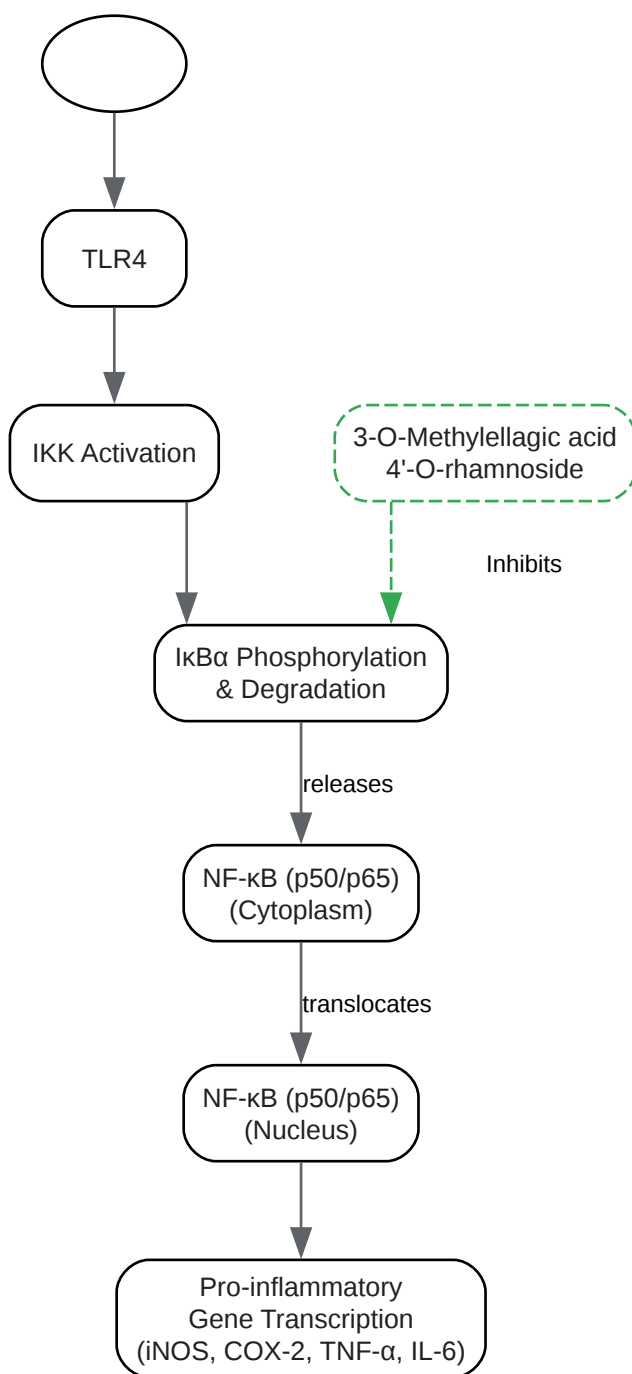 TLR4
IKK Activation
3-O-Methylellagic acid
4'-O-rhamnoside
Inhibits
IκBα Phosphorylation
& Degradation
releases
NF-κB (p50/p65)
(Cytoplasm)
translocates
NF-κB (p50/p65)
(Nucleus)
Pro-inflammatory
Gene Transcription
(iNOS, COX-2, TNF-α, IL-6)